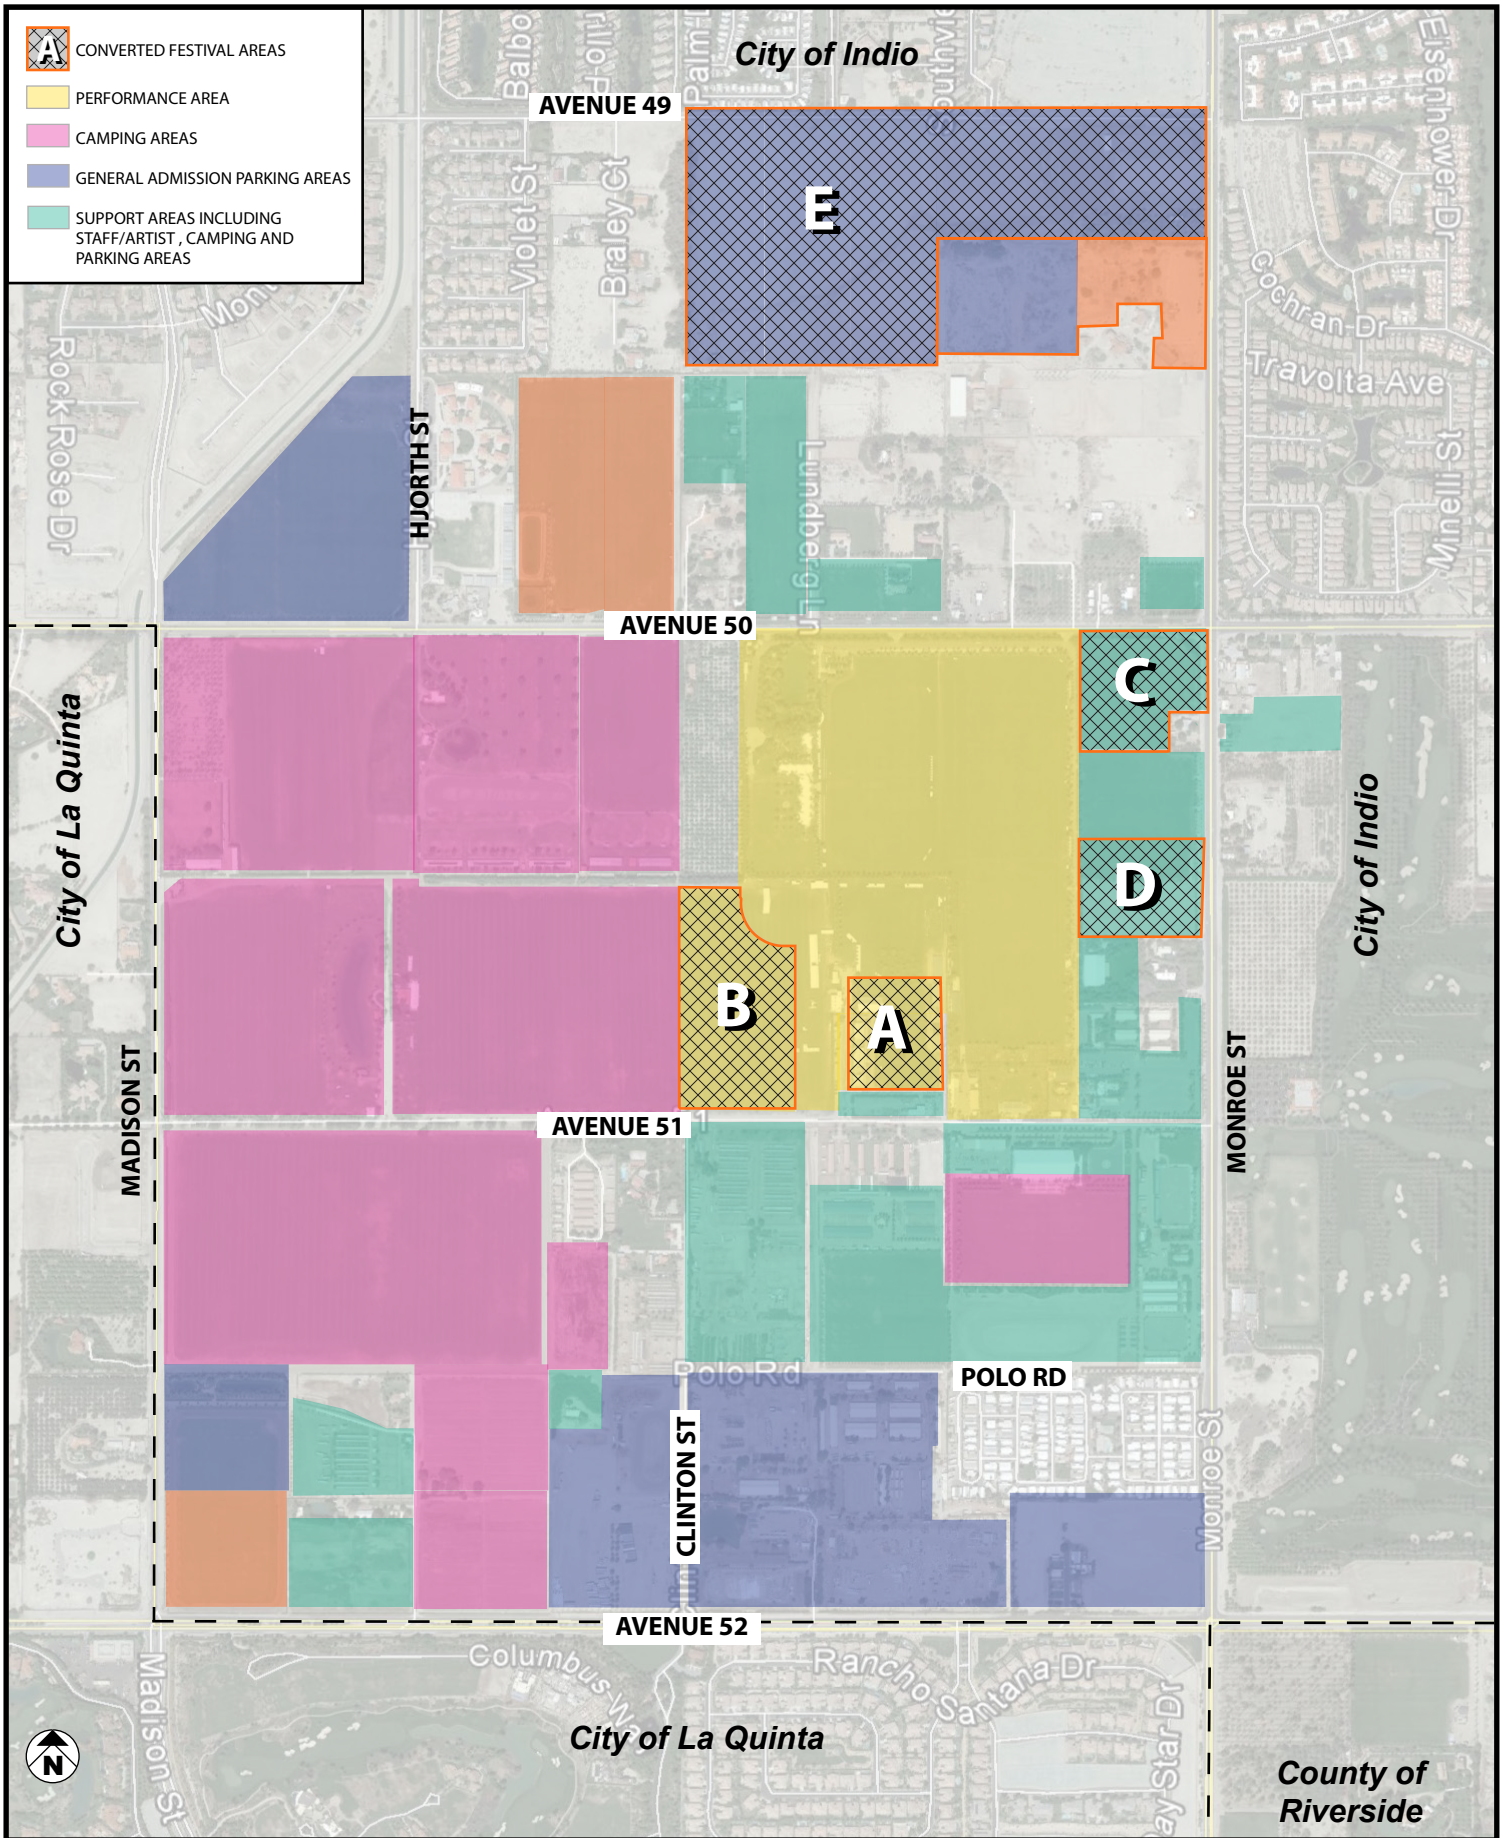 A CONVERTED FESTIVAL AREAS
PERFORMANCE AREA
CAMPING AREAS
GENERAL ADMISSION PARKING AREAS
SUPPORT AREAS INCLUDING
STAFF/ARTIST , CAMPING AND
PARKING AREAS
City of Indio
AVENUE 49
Violet St
Braley Ct
E
Eisenhower Dr
Cochran Dr
Travolta Ave
Minelli St
Rock Rose Dr
HJORTH ST
Lundberg Ln
AVENUE 50
C
City of La Quinta
D
City of Indio
B
A
MADISON ST
MONROE ST
AVENUE 51
Polo Rd
POLO RD
CLINTON ST
Monroe St
AVENUE 52
Madison St
Rancho Santana Dr
City of La Quinta
N
County of
Riverside